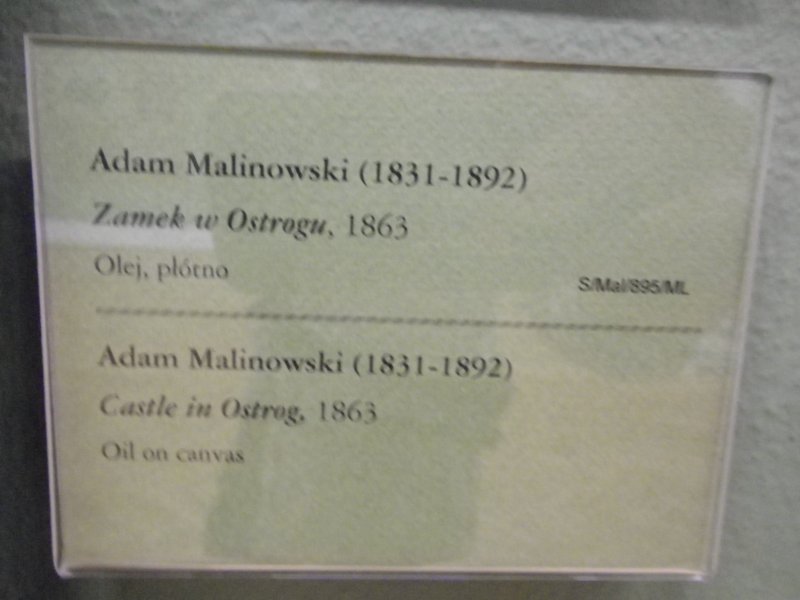 Adam Malinowski (1831-1892)
Zamek w Ostrogu, 1863
Olej, płótno
S/Mal/895/ML
Adam Malinowski (1831-1892)
Castle in Ostrog, 1863
Oil on canvas